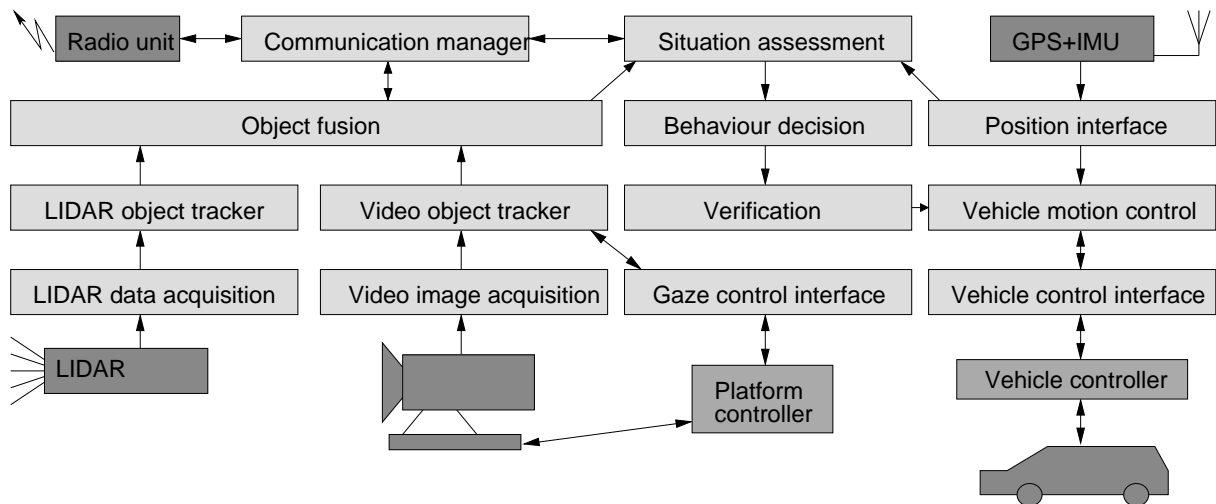 Radio unit
Communication manager
Situation assessment
GPS+IMU
Object fusion
Behaviour decision
Position interface
LIDAR object tracker
Video object tracker
Verification
Vehicle motion control
LIDAR data acquisition
Video image acquisition
Gaze control interface
Vehicle control interface
LIDAR
Platform
controller
Vehicle controller